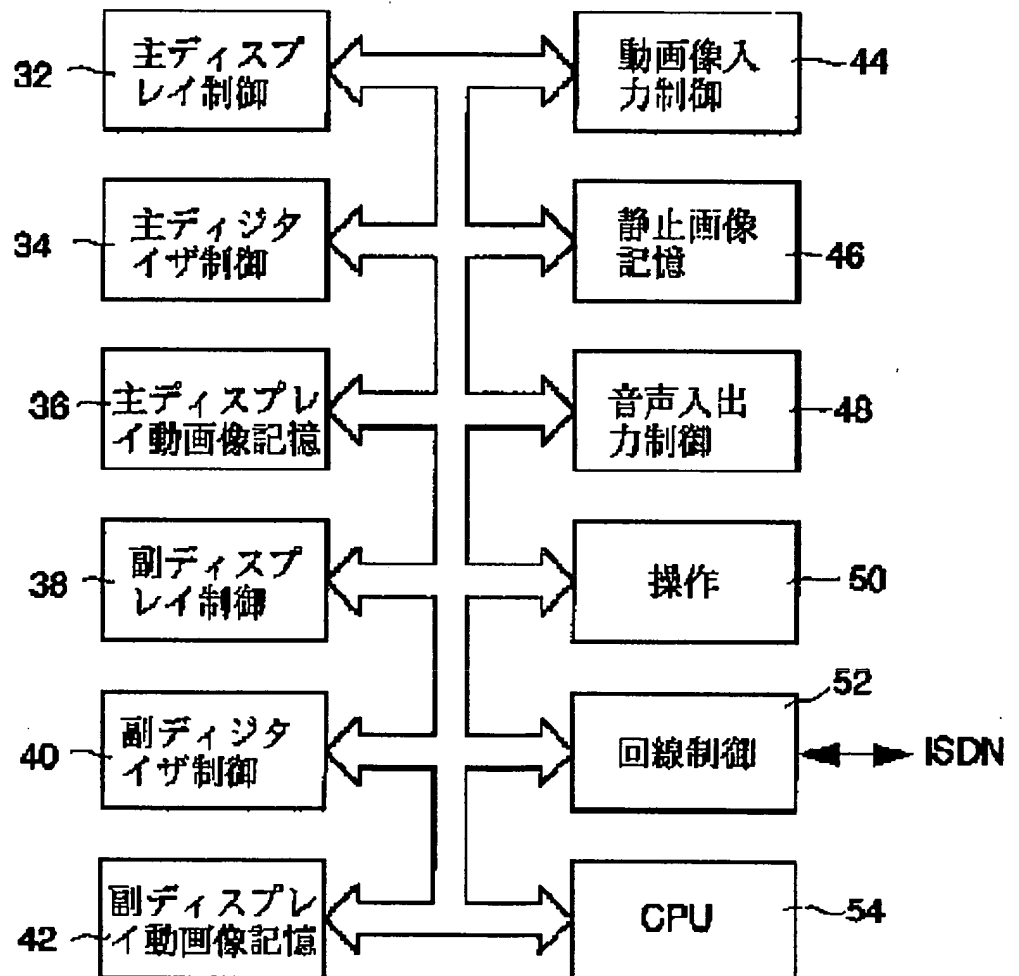 32
主ディスプ
レイ制御
動画像入
力制御
44
34
主ディジタ
イザ制御
静止画像
記憶
46
36
主ディスプレ
イ動画像記憶
音声入出
力制御
48
38
副ディスプ
レイ制御
操作
50
40
副ディジタ
イザ制御
52
回線制御
ISDN
42
副ディスプレ
イ動画像記憶
CPU
54